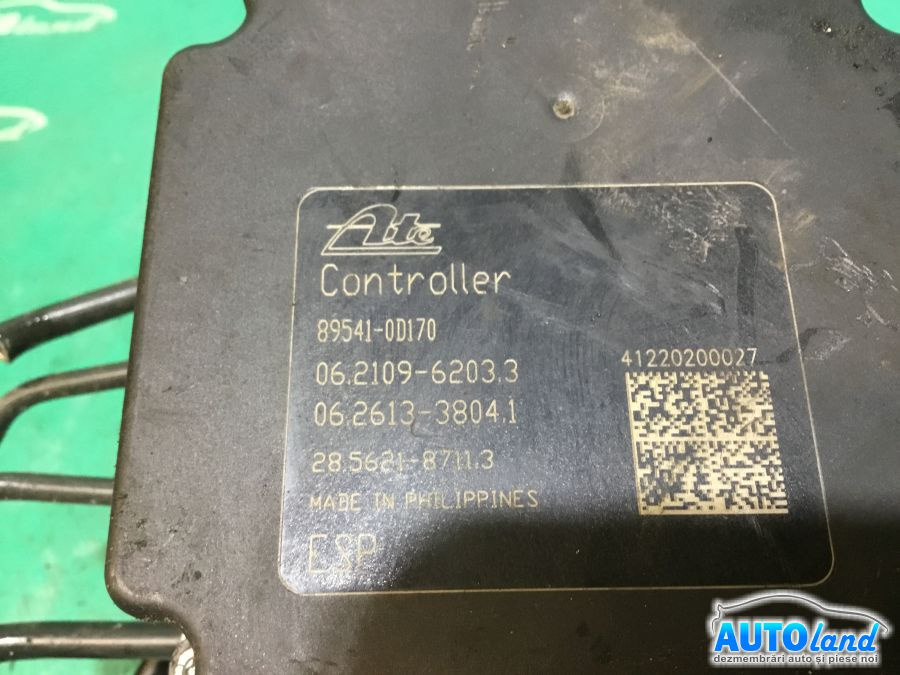 Ate
Controller
89541-0D170
06.2109-6203.3
06.2613-3804.1
28.5621-8711.3
MADE IN PHILIPPINES
ESP
41220200027
AUTOland
dezmembrări auto și piese noi